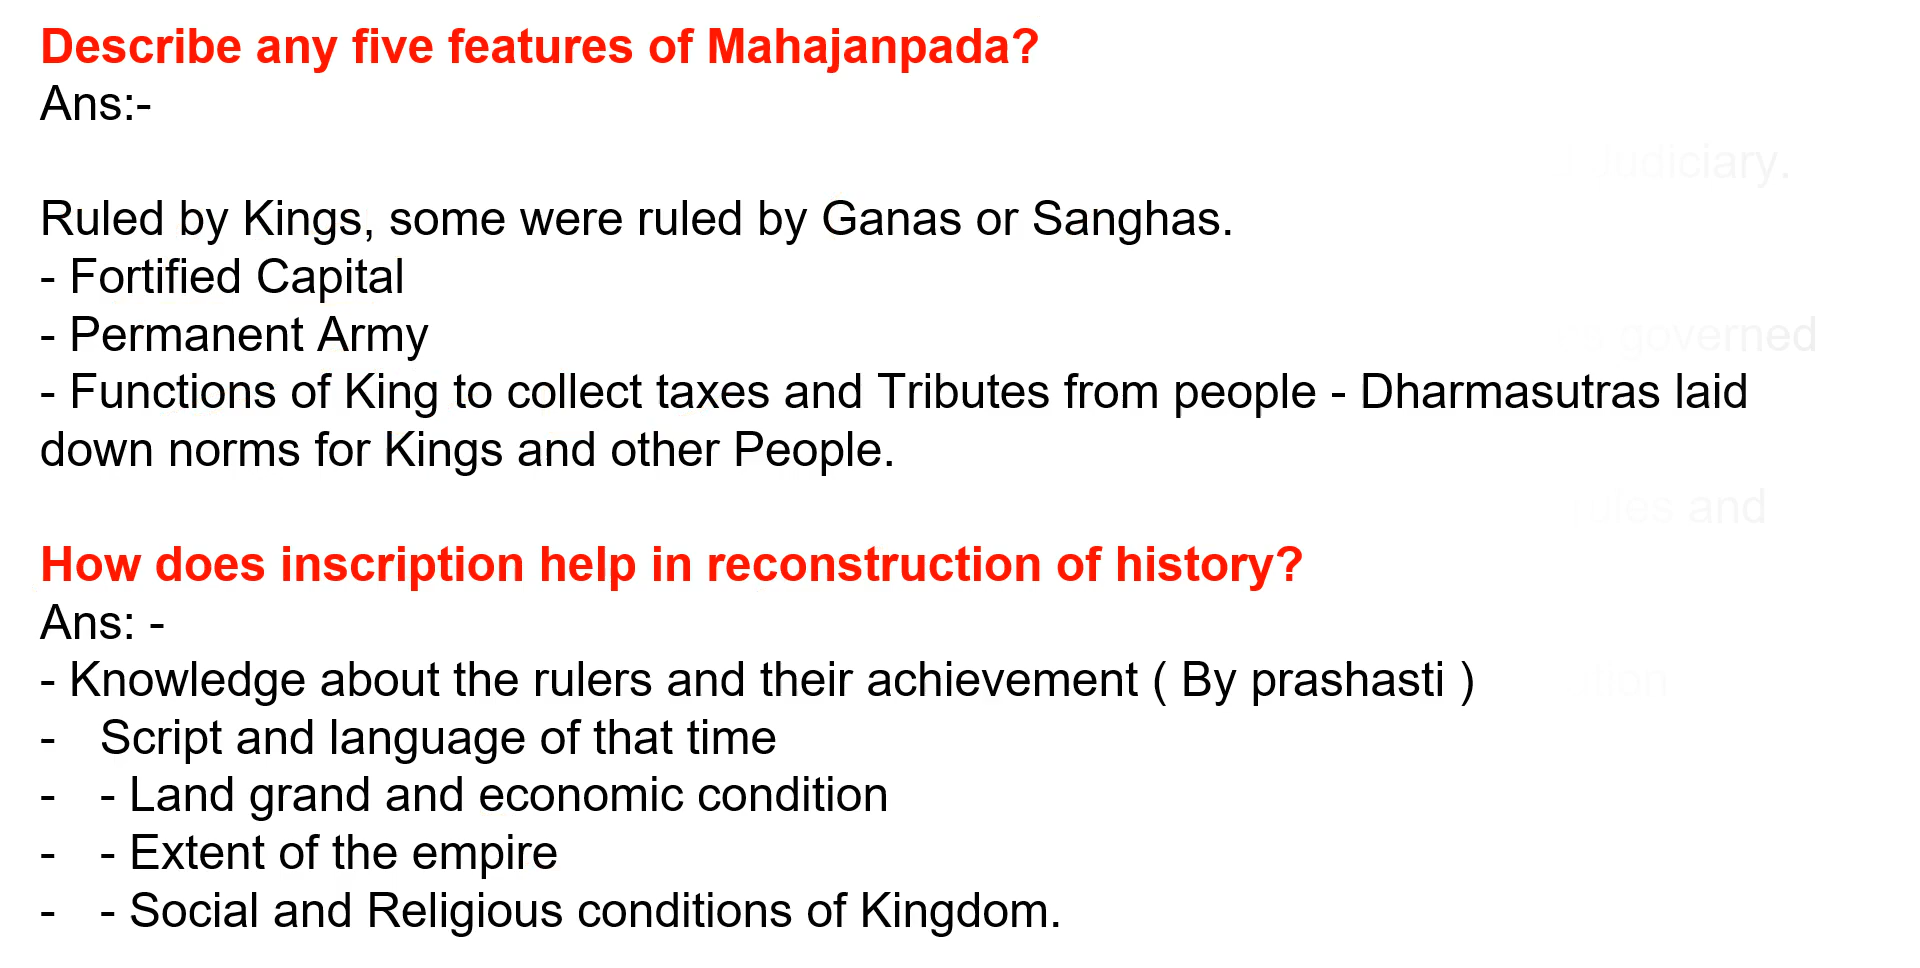 Describe any five features of Mahajanpada?
Ans:-
Judiciary.
Ruled by Kings, some were ruled by Ganas or Sanghas.
- Fortified Capital
- Permanent Army
governed
- Functions of King to collect taxes and Tributes from people - Dharmasutras laid
down norms for Kings and other People.
and
How does inscription help in reconstruction of history?
Ans: -
- Knowledge about the rulers and their achievement ( By prashasti )
- Script and language of that time
- - Land grand and economic condition
- - Extent of the empire
- - Social and Religious conditions of Kingdom.